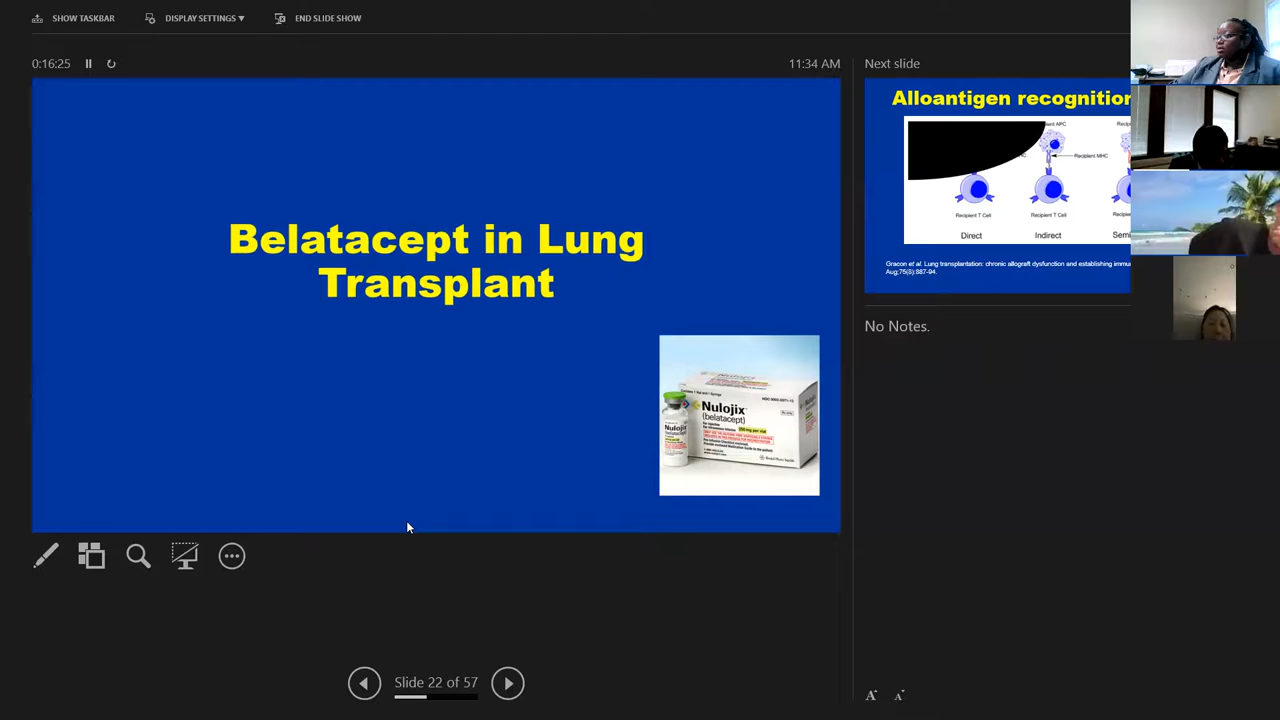 SHOW TASKBAR
DISPLAY SETTINGS ▼
END SLIDE SHOW
0:16:25
11:34 AM
Belatacept in Lung
Transplant
Nulojix
(belatacept)
Nulojix
Slide 22 of 57
Next slide
Alloantigen recognition
APC
Recipient MHC
Recipient T Cell
Recipient T Cell
Direct
Indirect
Semi
Gracon et al. Lung transplantation: chronic allograft dysfunction and establishing immu
Aug;75(8):887-94.
No Notes.
A
A